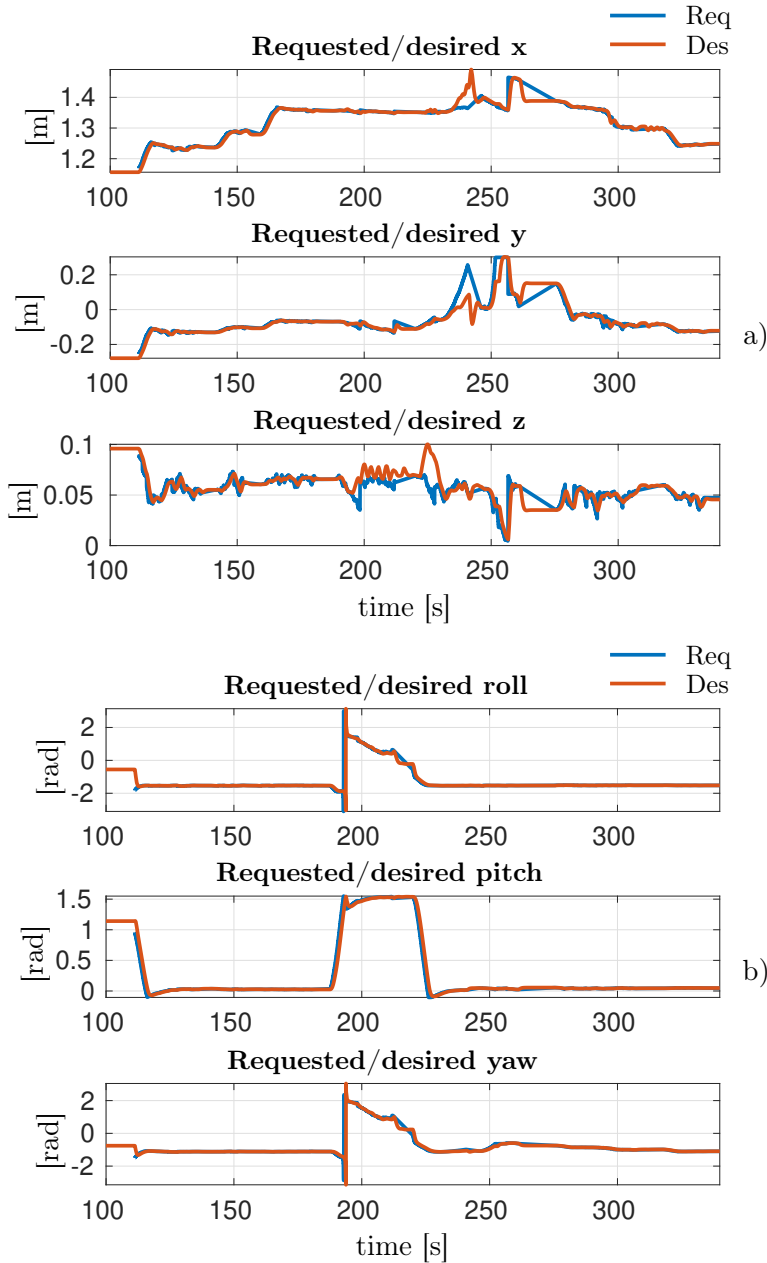 Req
Requested/desired x
Des
1.4
1.3
1.2
[m]
100 150 200 250 300
Requested/desired y
0.2
0
-0.2
[m]
a)
100 150 200 250 300
Requested/desired z
0.1
0.05
0
[m]
100 150 200 250 300
time [s]
Req
Requested/desired roll
Des
2
0
-2
[rad]
100 150 200 250 300
Requested/desired pitch
1.5
1
0.5
0
[rad]
b)
100 150 200 250 300
Requested/desired yaw
2
0
-2
[rad]
100 150 200 250 300
time [s]